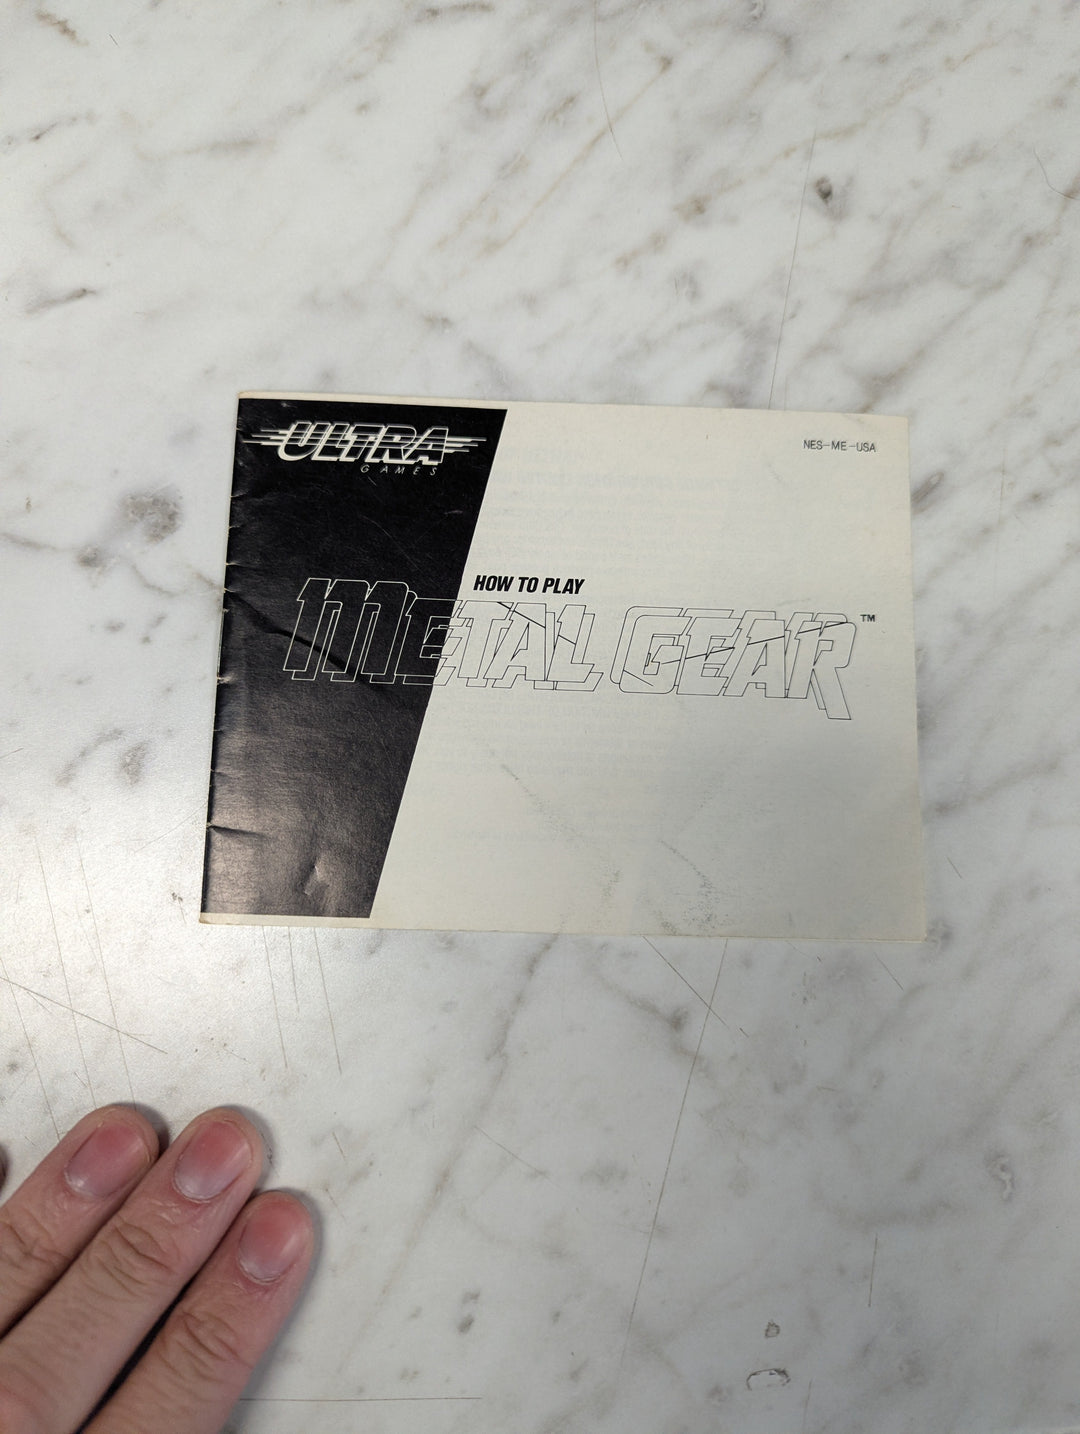 ULTRA
GAMES
NES-ME-USA
HOW TO PLAY
METAL GEAR™